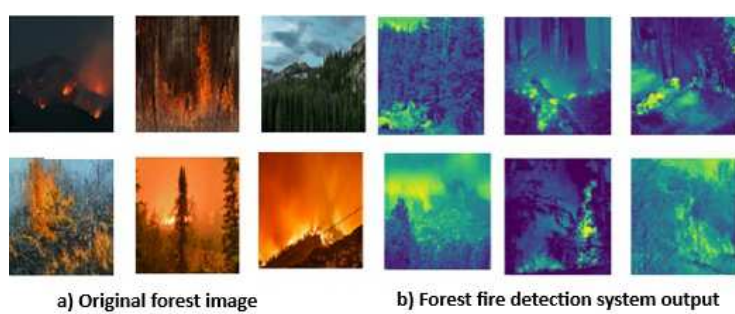 a) Original forest image
b) Forest fire detection system output